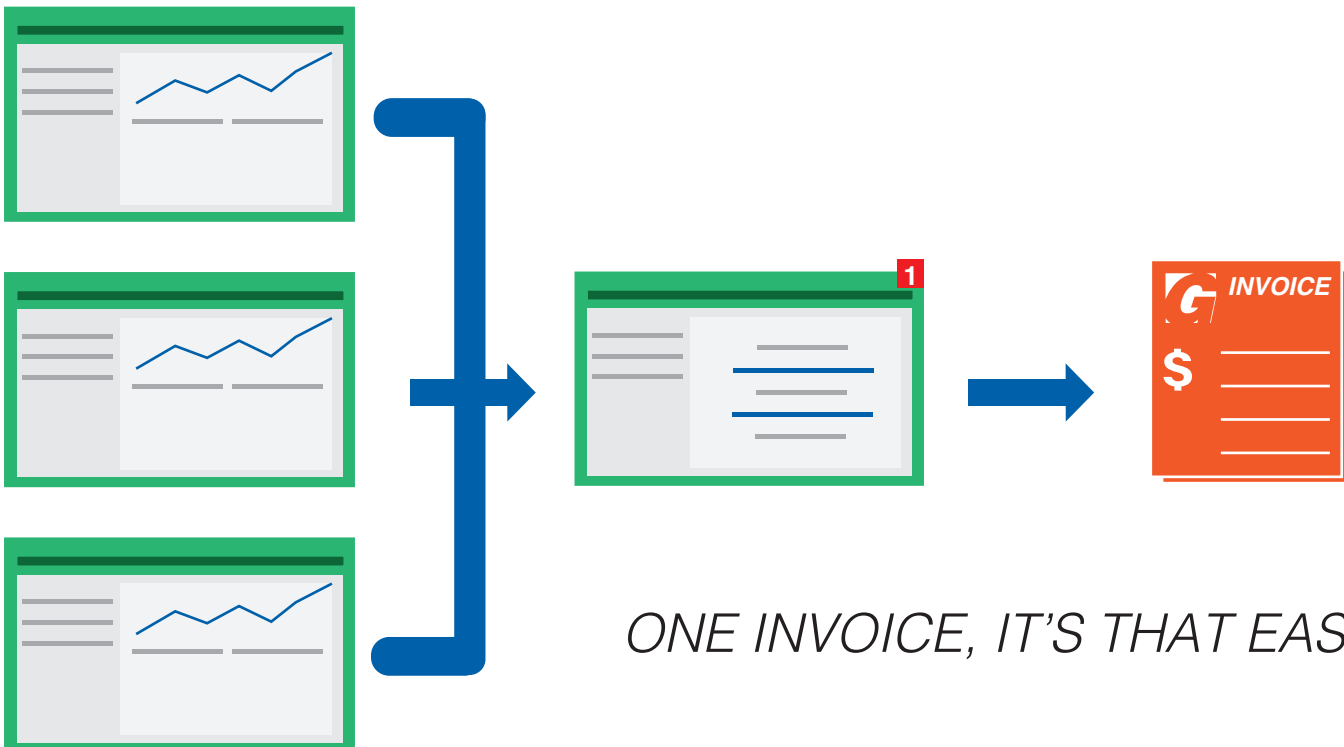 1
G INVOICE
$
ONE INVOICE, IT’S THAT EAS